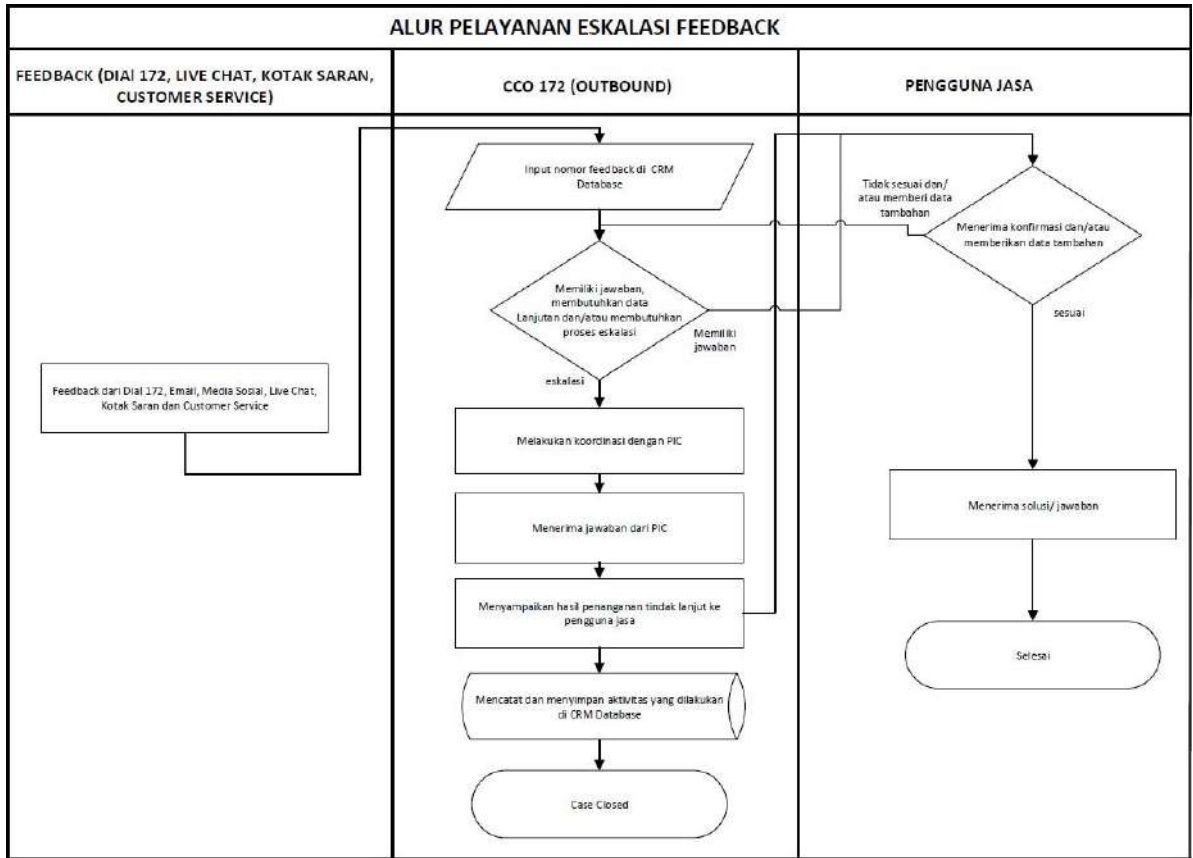 ALUR PELAYANAN ESKALASI FEEDBACK
FEEDBACK (DIAl 172, LIVE CHAT, KOTAK SARAN,
CUSTOMER SERVICE)
CCO 172 (OUTBOUND)
PENGGUNA JASA
Feedback dari Dial 172, Email, Media Sosial, Live Chat,
Kotak Saran dan Customer Service
Input nomor feedback di CRM
Database
Memiliki jawaban,
membutuhkan data
Lanjutan dan/atau membutuhkan
proses eskalasi
Memiliki
jawaban
eskalasi
Melakukan koordinasi dengan PIC
Menerima jawaban dari PIC
Menyampaikan hasil penanganan tindak lanjut ke
pengguna jasa
Mencatat dan menyimpan aktivitas yang dilakukan
di CRM Database
Case Closed
Tidak sesuai dan/
atau memberi data
tambahan
Menerima konfirmasi dan/atau
memberikan data tambahan
sesuai
Menerima solusi/ jawaban
Selesai